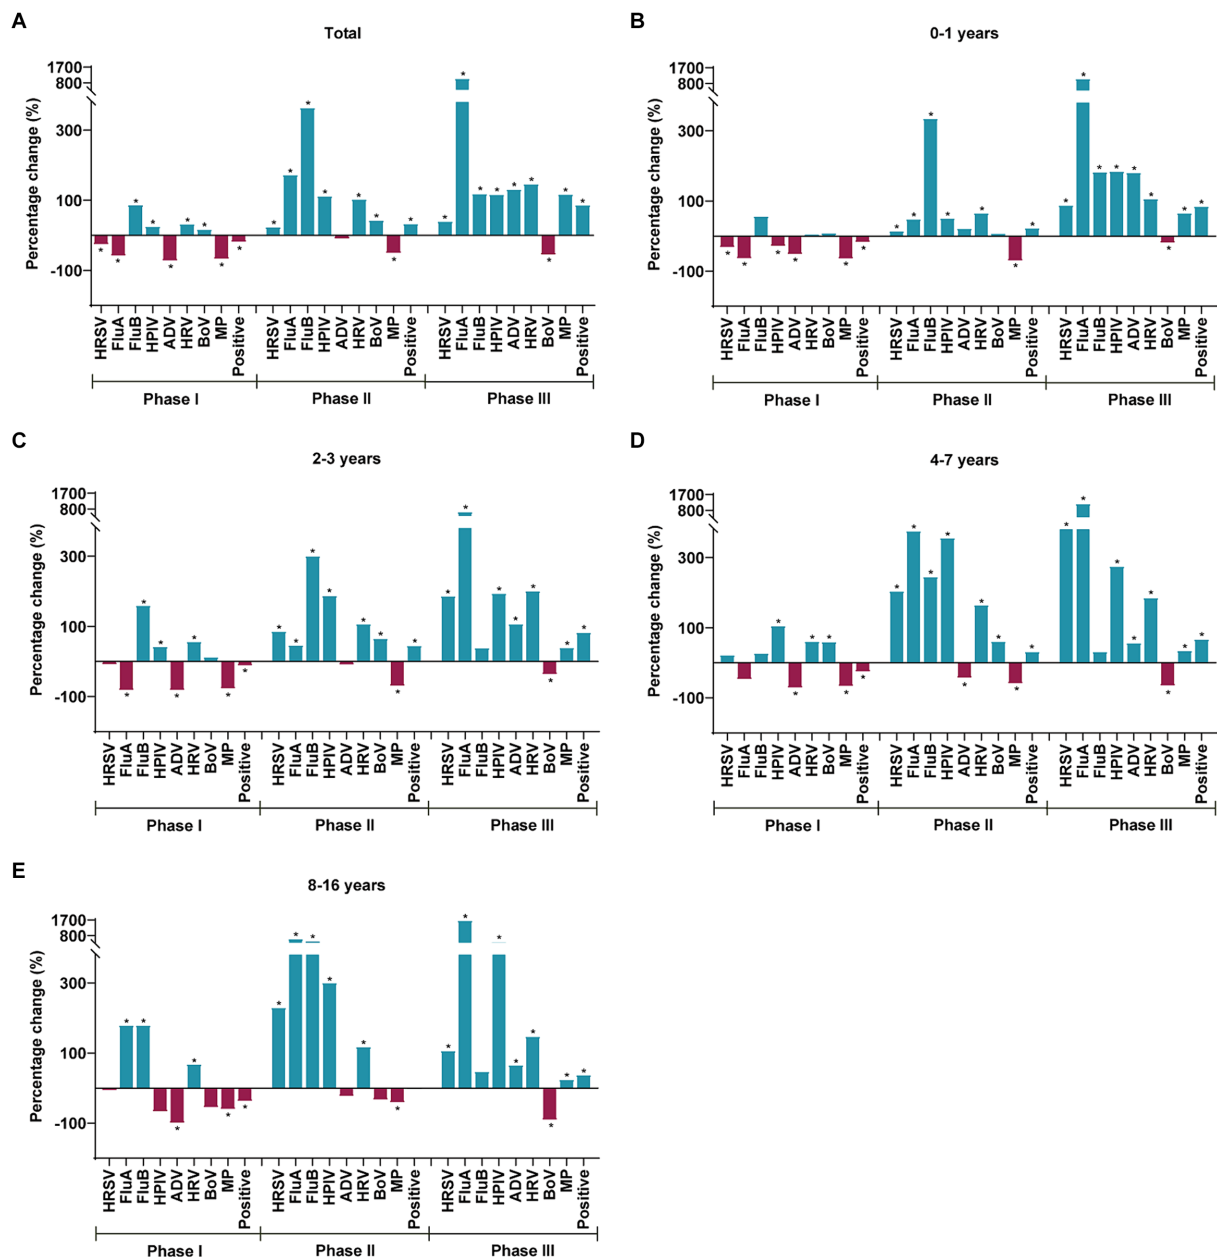 A
Total
Percentage change (%)
1700
800
300
100
-100
* * * * * * * * * * * * * * * * * * * * * * * * *
HRSV FluA FluB HPIV ADV HRV BoV MP Positive HRSV FluA FluB HPIV ADV HRV BoV MP Positive HRSV FluA FluB HPIV ADV HRV BoV MP Positive
Phase I Phase II Phase III
B
0-1 years
Percentage change (%)
1700
800
300
100
-100
* * * * * * * * * * * * * * * * * * * * * *
HRSV FluA FluB HPIV ADV HRV BoV MP Positive HRSV FluA FluB HPIV ADV HRV BoV MP Positive HRSV FluA FluB HPIV ADV HRV BoV MP Positive
Phase I Phase II Phase III
C
2-3 years
Percentage change (%)
1700
800
300
100
-100
* * * * * * * * * * * * * * * * * * * * * * *
HRSV FluA FluB HPIV ADV HRV BoV MP Positive HRSV FluA FluB HPIV ADV HRV BoV MP Positive HRSV FluA FluB HPIV ADV HRV BoV MP Positive
Phase I Phase II Phase III
D
4-7 years
Percentage change (%)
1700
800
300
100
-100
* * * * * * * * * * * * * * * * * * * * * * *
HRSV FluA FluB HPIV ADV HRV BoV MP Positive HRSV FluA FluB HPIV ADV HRV BoV MP Positive HRSV FluA FluB HPIV ADV HRV BoV MP Positive
Phase I Phase II Phase III
E
8-16 years
Percentage change (%)
1700
800
300
100
-100
* * * * * * * * * * * * * * * * * * * *
HRSV FluA FluB HPIV ADV HRV BoV MP Positive HRSV FluA FluB HPIV ADV HRV BoV MP Positive HRSV FluA FluB HPIV ADV HRV BoV MP Positive
Phase I Phase II Phase III